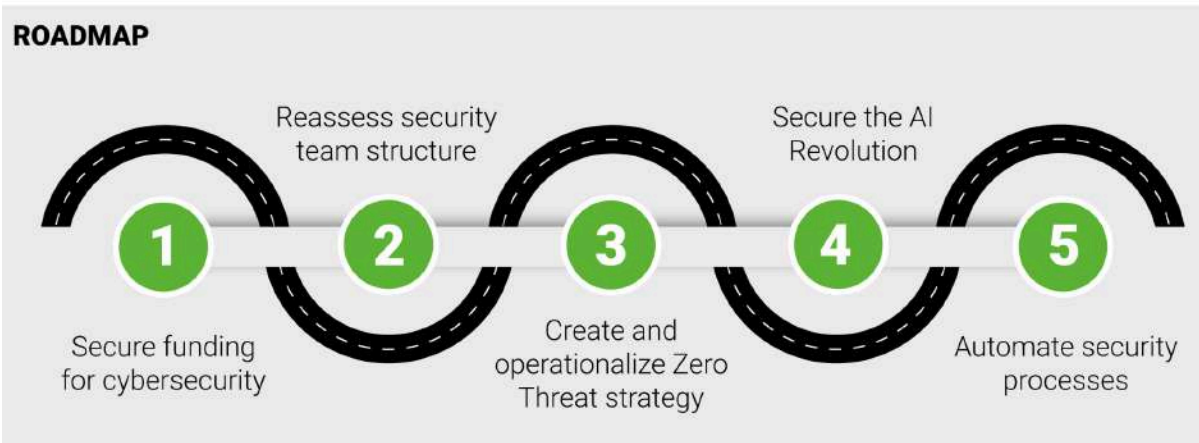 ROADMAP
1
Secure funding
for cybersecurity
Reassess security
team structure
2
3
Create and
operationalize Zero
Threat strategy
Secure the AI
Revolution
4
5
Automate security
processes